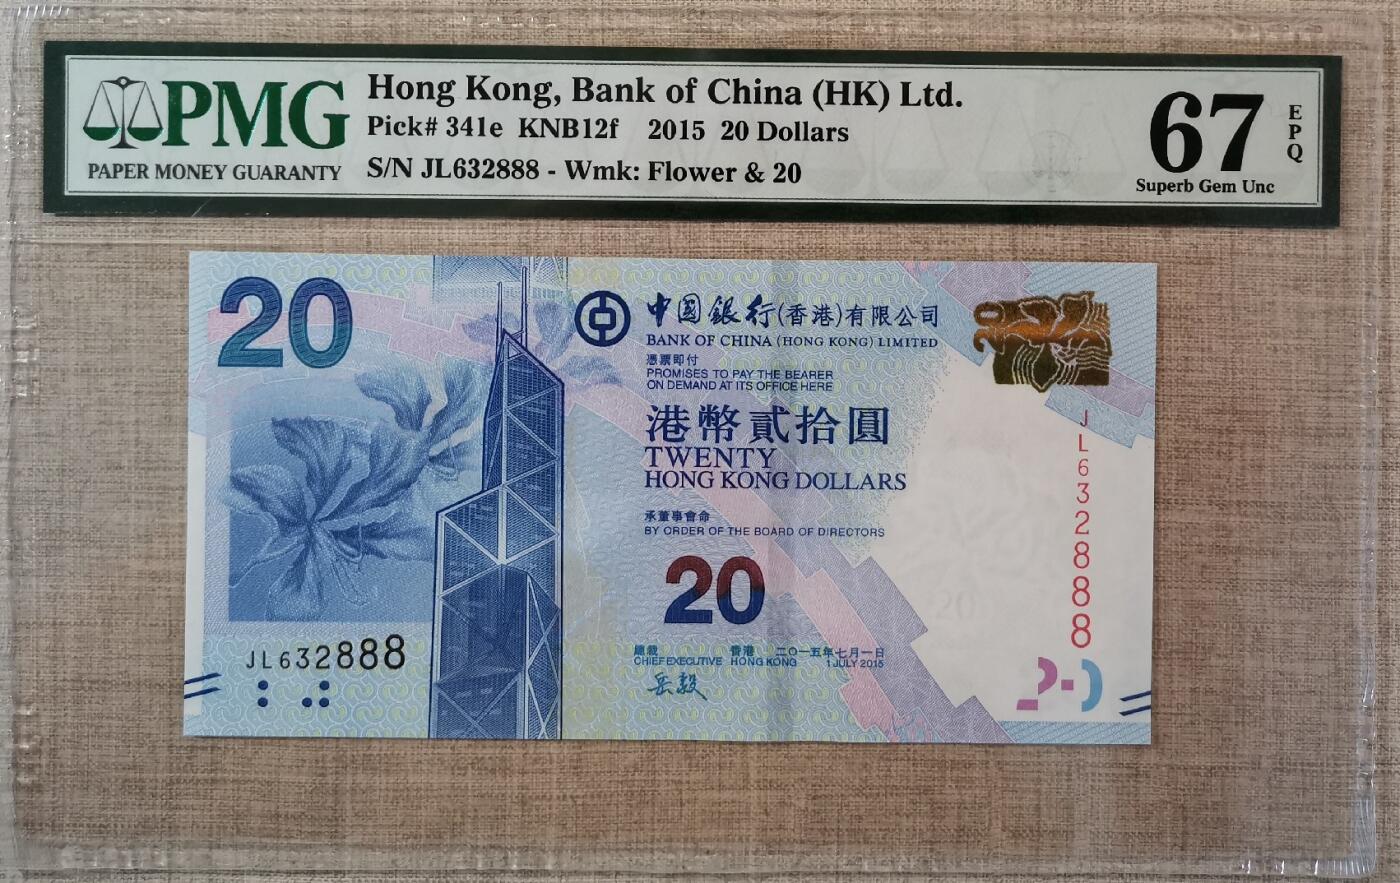 PMG
PAPER MONEY GUARANTY
Hong Kong, Bank of China (HK) Ltd.
Pick# 341e KNB12f 2015 20 Dollars
S/N JL632888 - Wmk: Flower & 20
67
EPQ
Superb Gem Unc
20
中國銀行(香港)有限公司
BANK OF CHINA (HONG KONG) LIMITED
憑票即付
PROMISES TO PAY THE BEARER
ON DEMAND AT ITS OFFICE HERE
港幣貳拾圓
TWENTY
HONG KONG DOLLARS
承董事會命
BY ORDER OF THE BOARD OF DIRECTORS
20
總裁 香港 二〇一五年七月一日
CHIEF EXECUTIVE HONG KONG 1 JULY 2015
岳毅
JL632888
JL632888
20